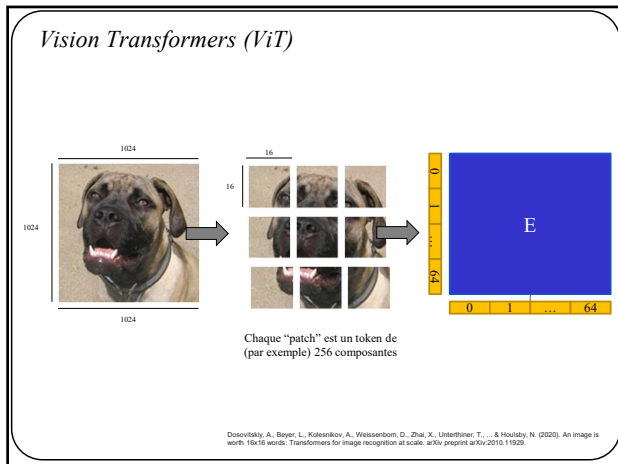 Vision Transformers (ViT)
1024
1024
1024
16
16
0
1
…
64
E
0 1 … 64
Chaque “patch” est un token de
(par exemple) 256 composantes
Dosovitskiy, A., Beyer, L., Kolesnikov, A., Weissenborn, D., Zhai, X., Unterthiner, T., ... & Houlsby, N. (2020). An image is
worth 16x16 words: Transformers for image recognition at scale. arXiv preprint arXiv:2010.11929.